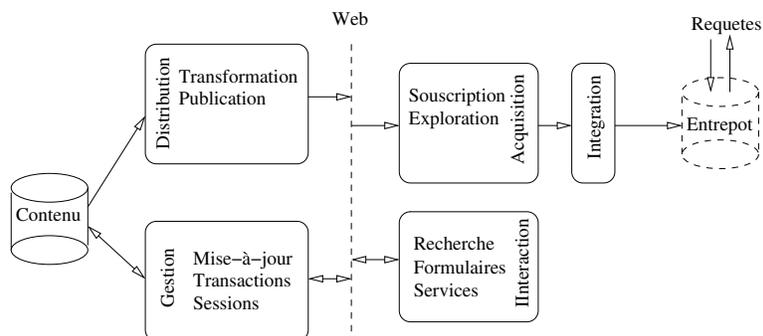 Web
Requetes
Distribution
Transformation
Publication
Souscription
Exploration
Acquisition
Integration
Entrepot
Contenu
Gestion
Mise–à–jour
Transactions
Sessions
Recherche
Formulaires
Services
IInteraction